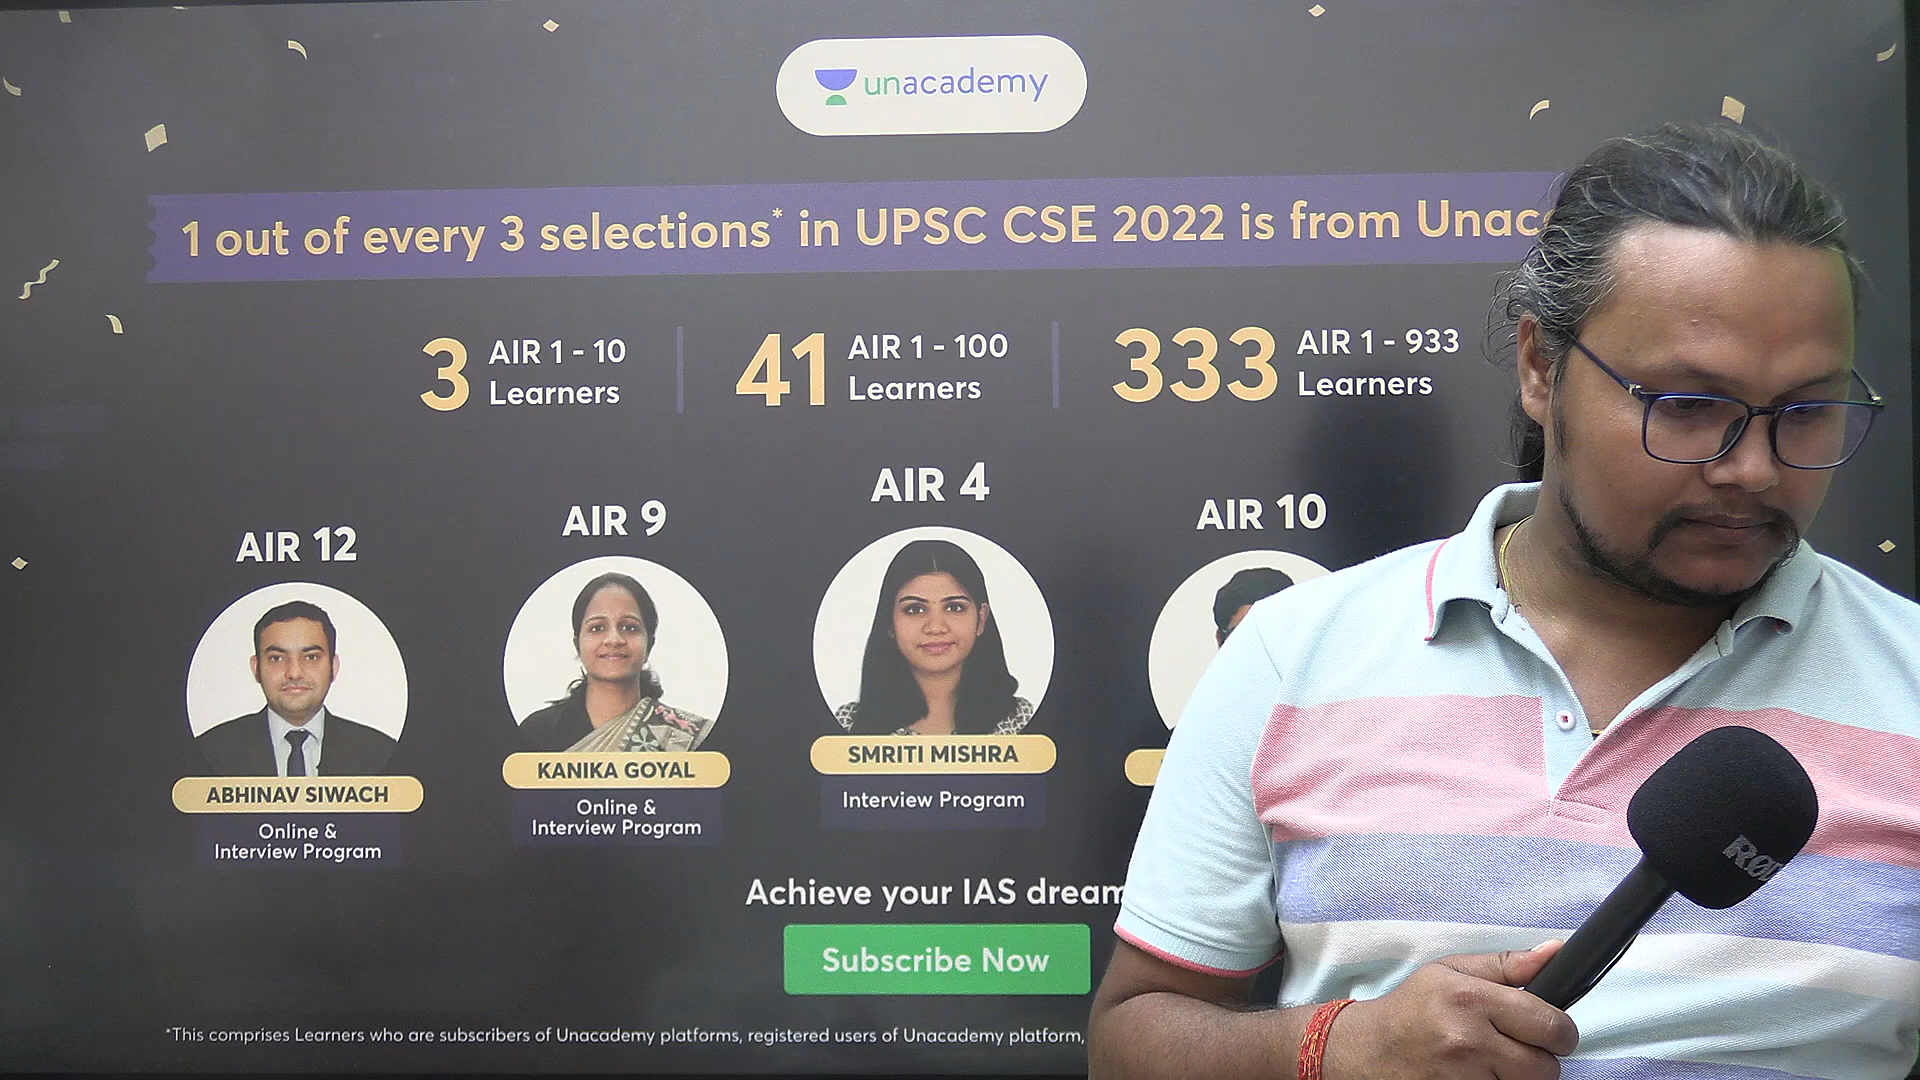 unacademy
1 out of every 3 selections* in UPSC CSE 2022 is from
3 AIR 1 - 10 Learners
41 AIR 1 - 100 Learners
333 AIR 1 - 933 Learners
AIR 12
AIR 9
AIR 4
AIR 10
ABHINAV SIWACH
Online &
Interview Program
KANIKA GOYAL
Online &
Interview Program
SMRITI MISHRA
Interview Program
Achieve your IAS
Subscribe Now
*This comprises Learners who are subscribers of Unacademy platforms, registered users of Unacademy platform,